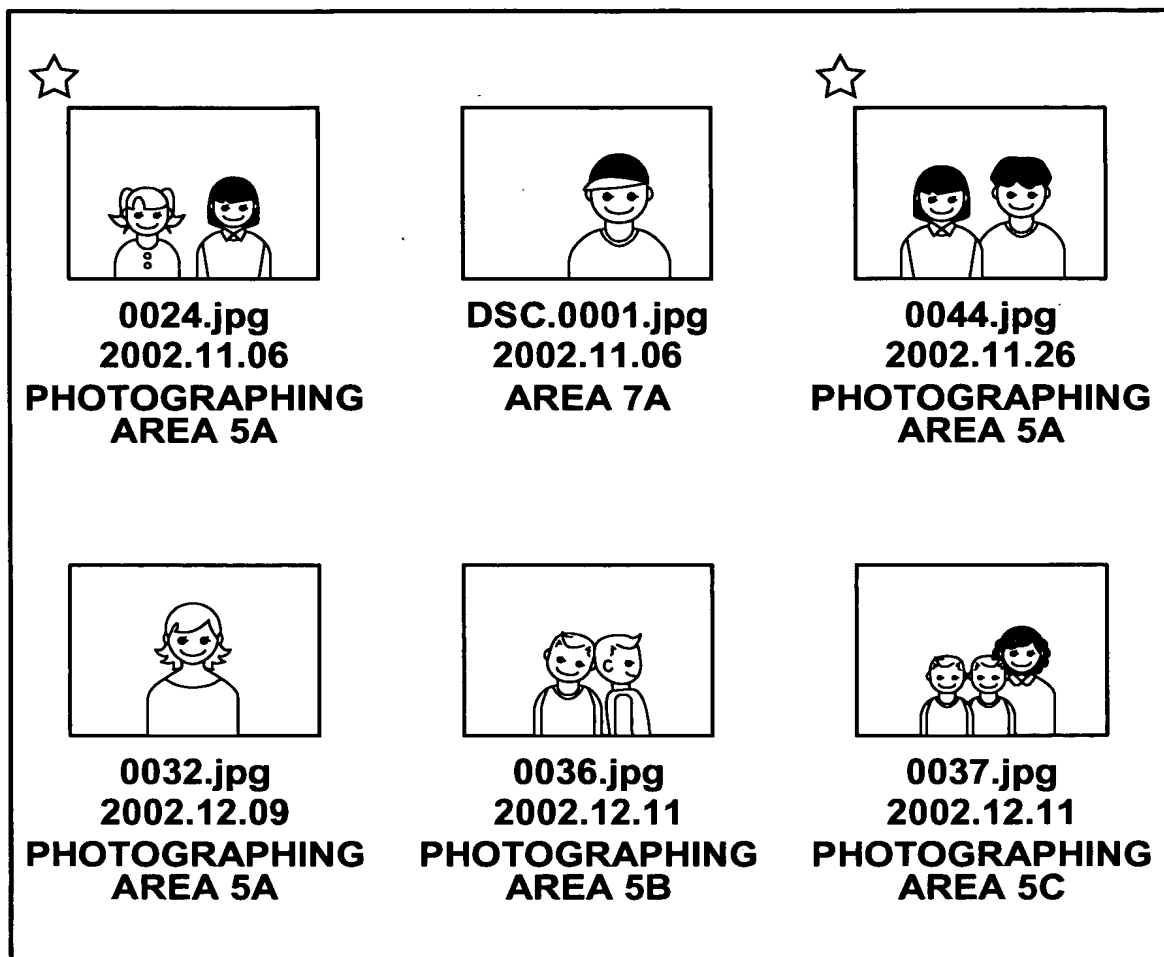 0024.jpg
2002.11.06
PHOTOGRAPHING
AREA 5A
DSC.0001.jpg
2002.11.06
AREA 7A
0044.jpg
2002.11.26
PHOTOGRAPHING
AREA 5A
0032.jpg
2002.12.09
PHOTOGRAPHING
AREA 5A
0036.jpg
2002.12.11
PHOTOGRAPHING
AREA 5B
0037.jpg
2002.12.11
PHOTOGRAPHING
AREA 5C